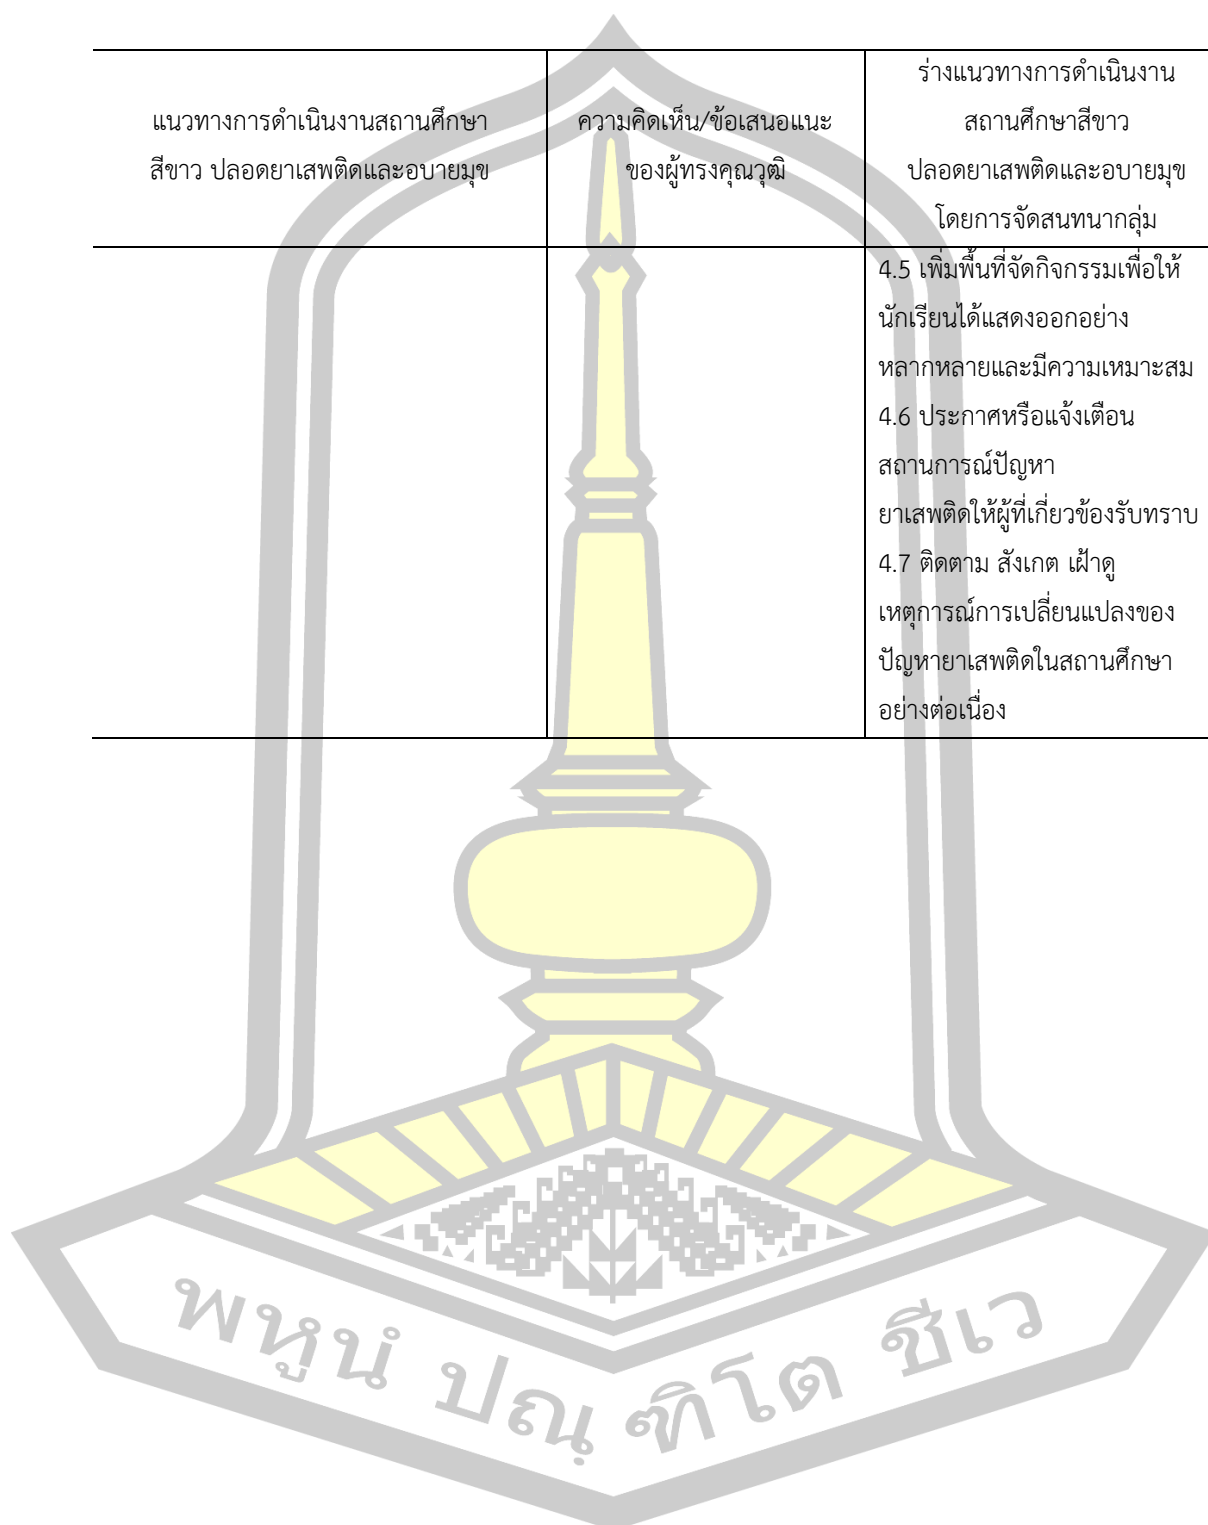 แนวทางการดำเนินงานสถานศึกษา
สีขาว ปลอดยาเสพติดและอบายมุข
ความคิดเห็น/ข้อเสนอแนะ
ของผู้ทรงคุณวุฒิ
ร่างแนวทางการดำเนินงาน
สถานศึกษาสีขาว
ปลอดยาเสพติดและอบายมุข
โดยการจัดสนทนากลุ่ม
4.5 เพิ่มพื้นที่จัดกิจกรรมเพื่อให้
นักเรียนได้แสดงออกอย่าง
หลากหลายและมีความเหมาะสม
4.6 ประกาศหรือแจ้งเตือน
สถานการณ์ปัญหา
ยาเสพติดให้ผู้ที่เกี่ยวข้องรับทราบ
4.7 ติดตาม สังเกต เฝ้าดู
เหตุการณ์การเปลี่ยนแปลงของ
ปัญหายาเสพติดในสถานศึกษา
อย่างต่อเนื่อง
พหูนํ ปณฺ ฑิโต ชีเว